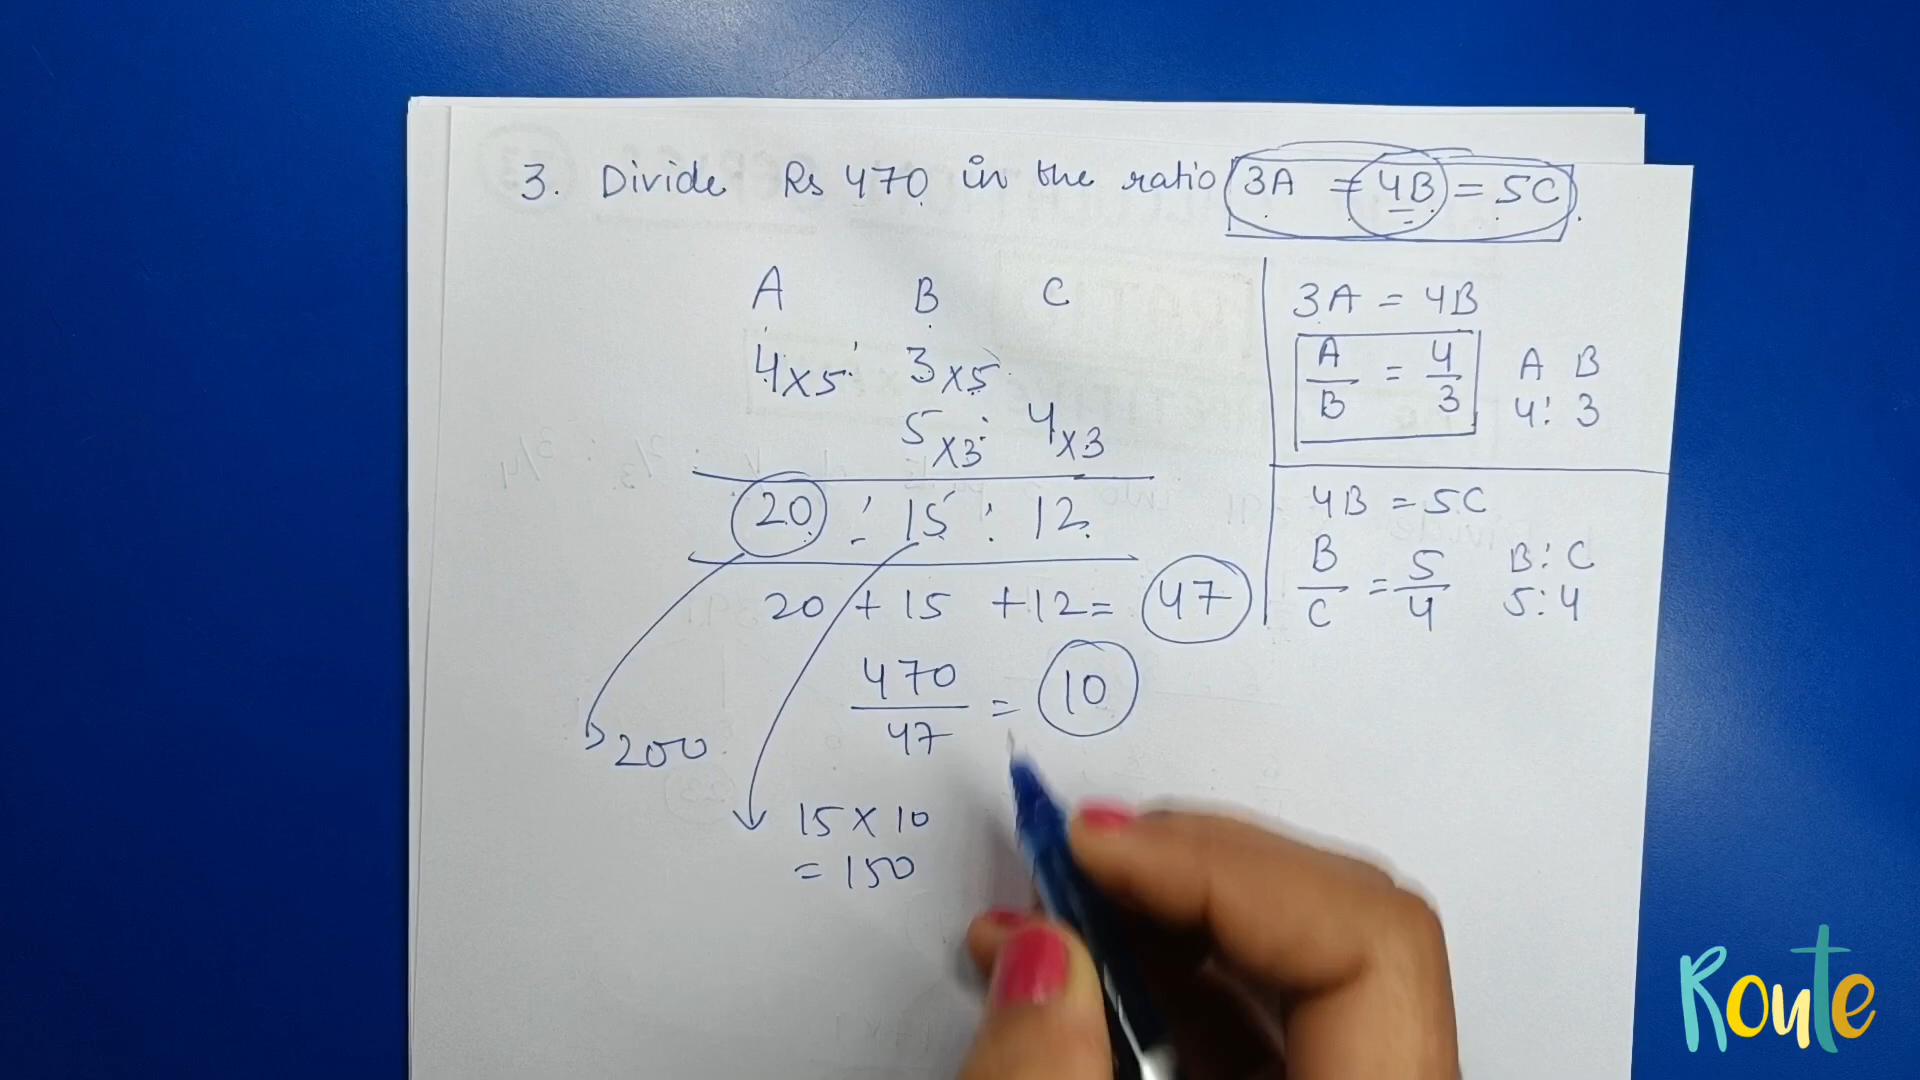 3. Divide Rs 470 in the ratio 3A = 4B = 5C.
A B C
4x5 : 3x5
5x3 : 4x3
20 : 15 : 12
20 + 15 + 12 = 47
470/47 = 10
200
15 x 10
= 150
3A = 4B
A/B = 4/3
A B
4 : 3
4B = 5C
B/C = 5/4
B : C
5 : 4
Route